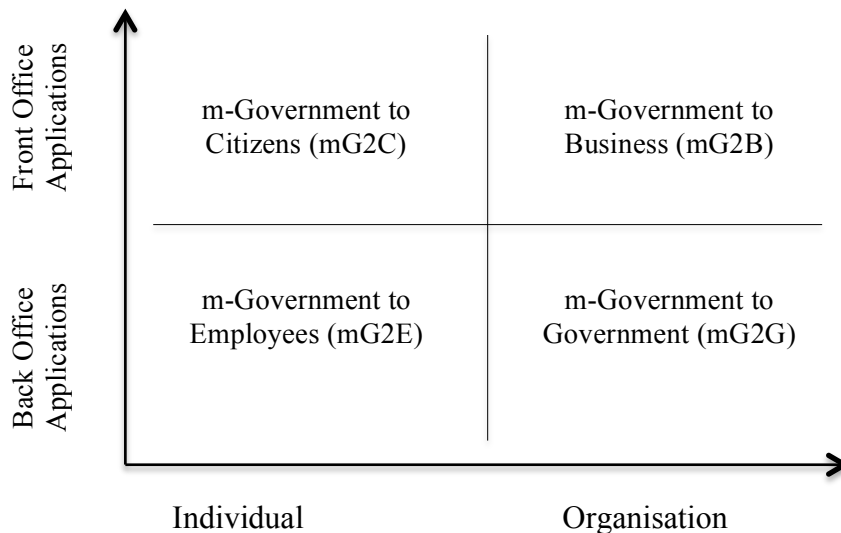 Front Office
Applications
m-Government to
Citizens (mG2C)
m-Government to
Business (mG2B)
Back Office
Applications
m-Government to
Employees (mG2E)
m-Government to
Government (mG2G)
Individual
Organisation